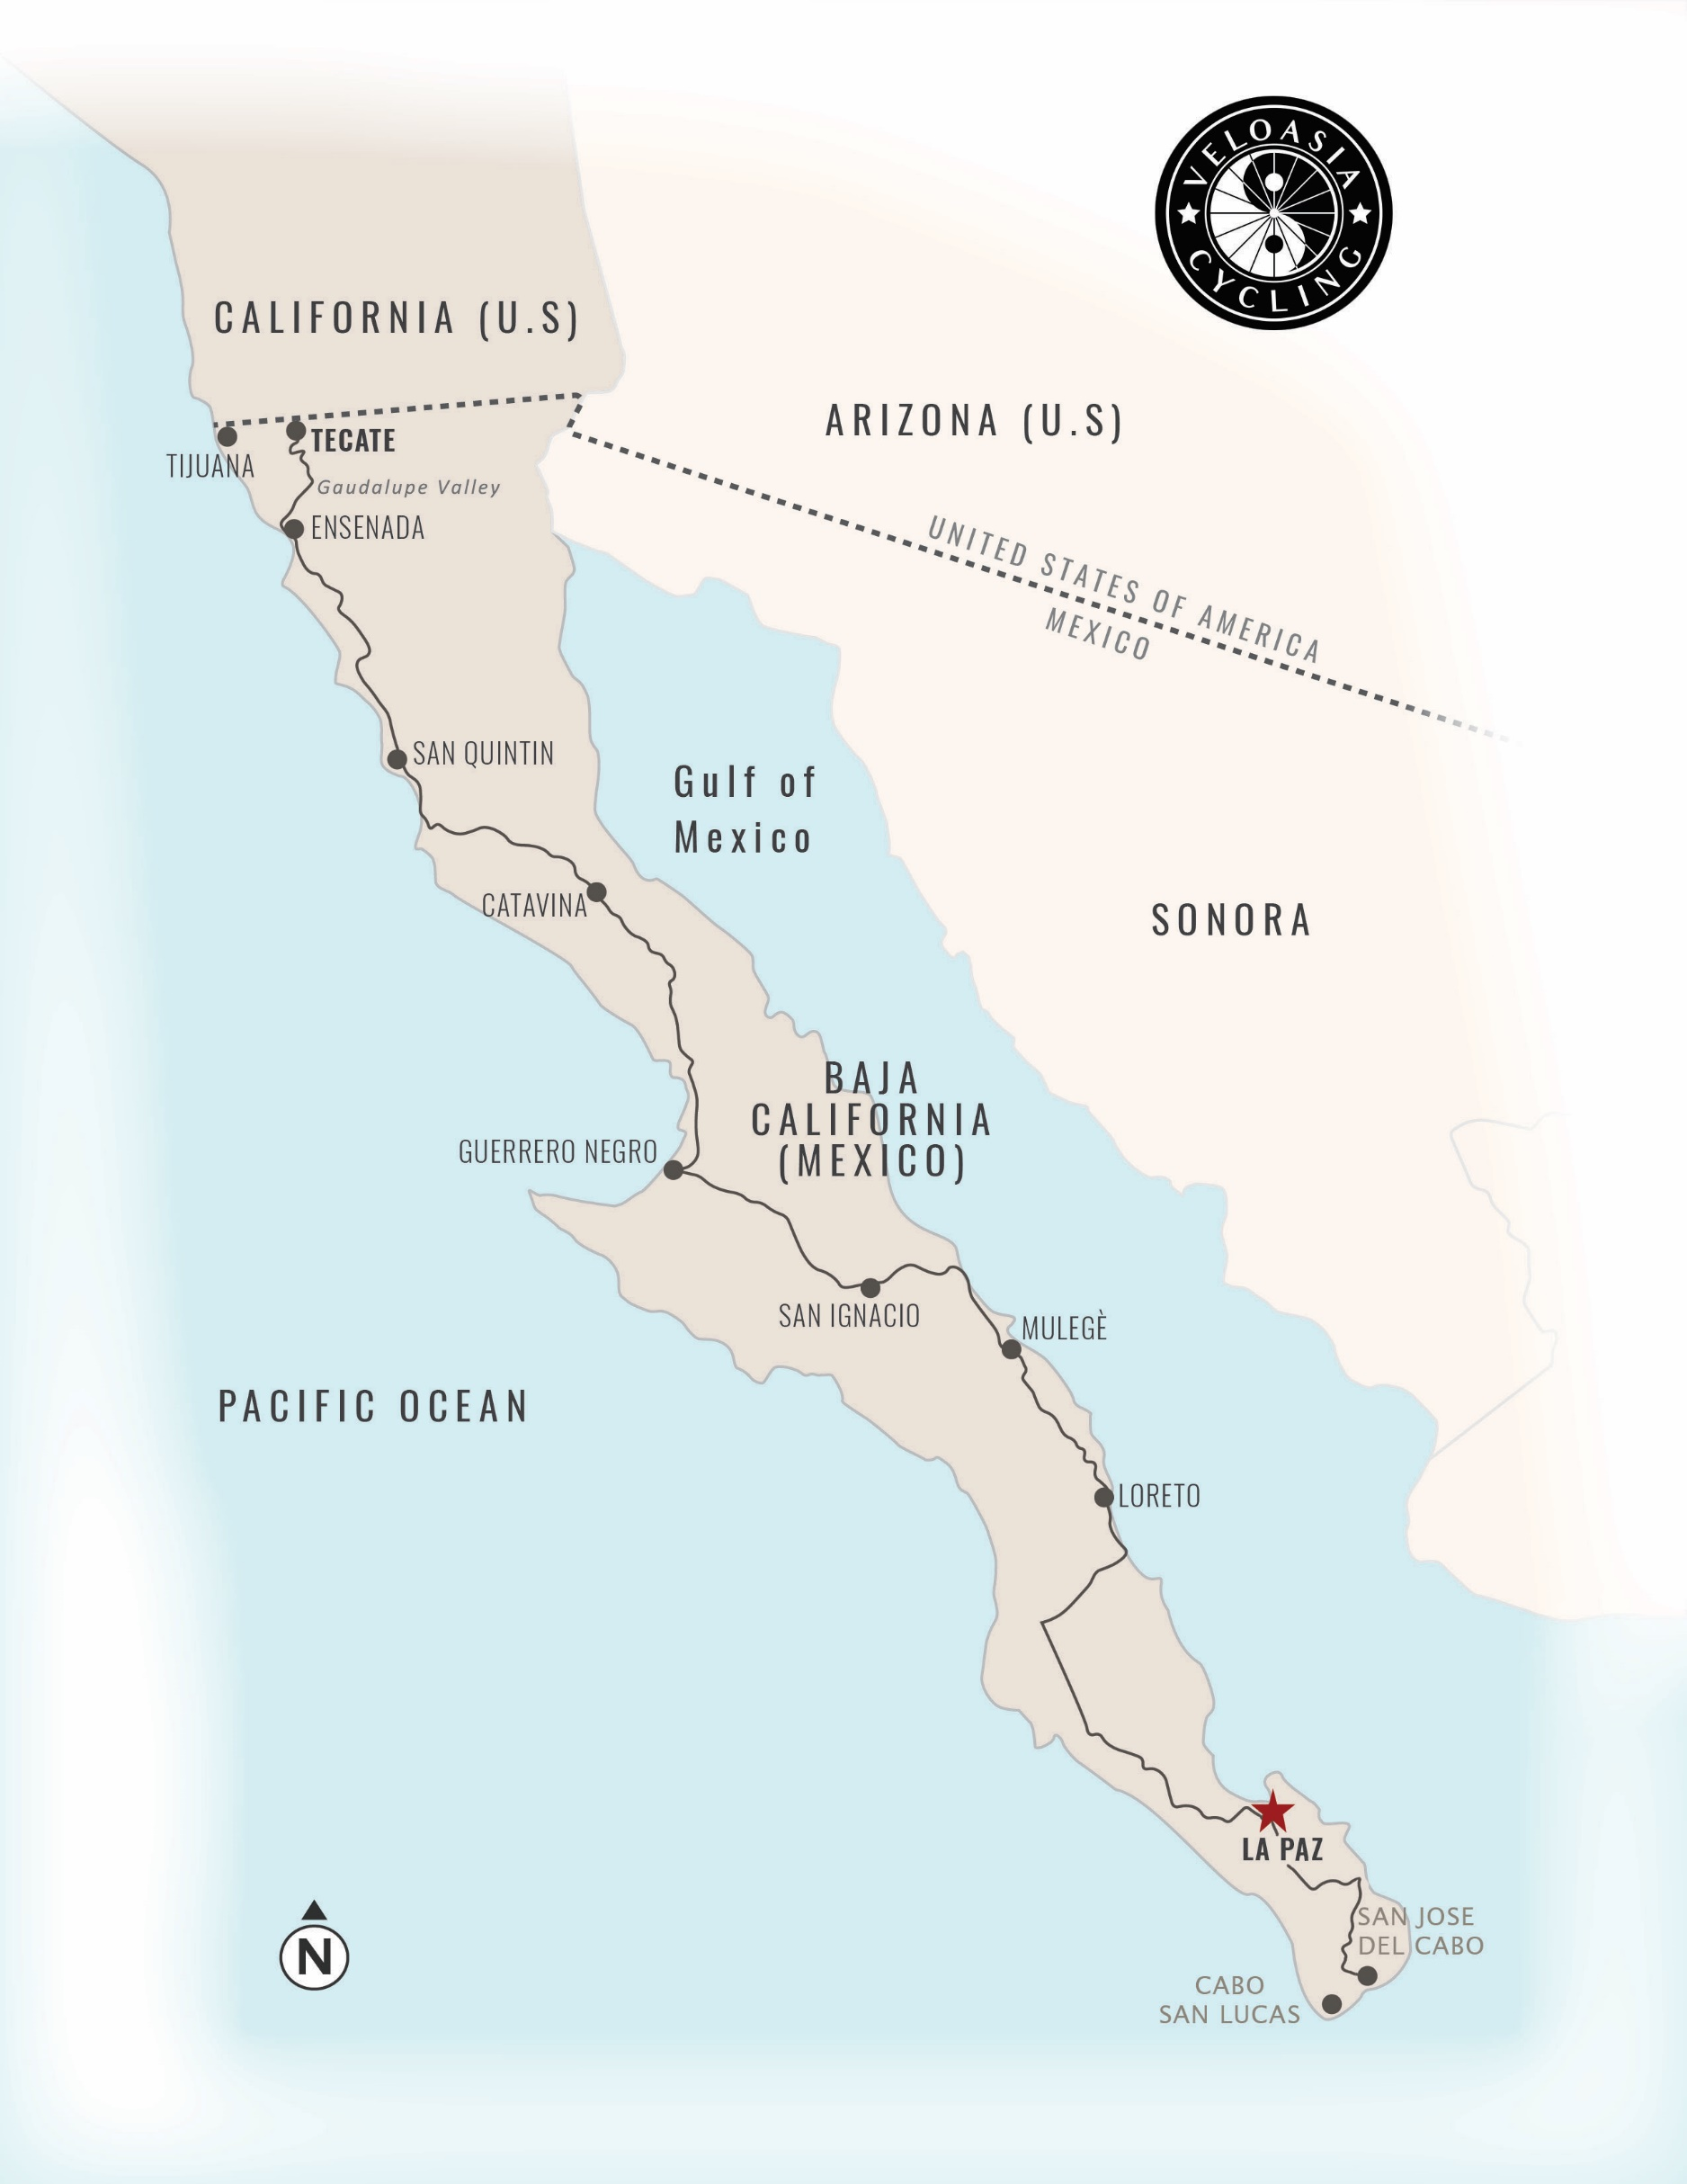 VELOASIA
CYCLING
CALIFORNIA (U.S)
ARIZONA (U.S)
TIJUANA
TECATE
Gaudalupe Valley
ENSENADA
UNITED STATES OF AMERICA
MEXICO
SAN QUINTIN
Gulf of
Mexico
CATAVINA
SONORA
BAJA
CALIFORNIA
(MEXICO)
GUERRERO NEGRO
SAN IGNACIO
MULEGÈ
PACIFIC OCEAN
LORETO
LA PAZ
SAN JOSE
DEL CABO
CABO
SAN LUCAS
N